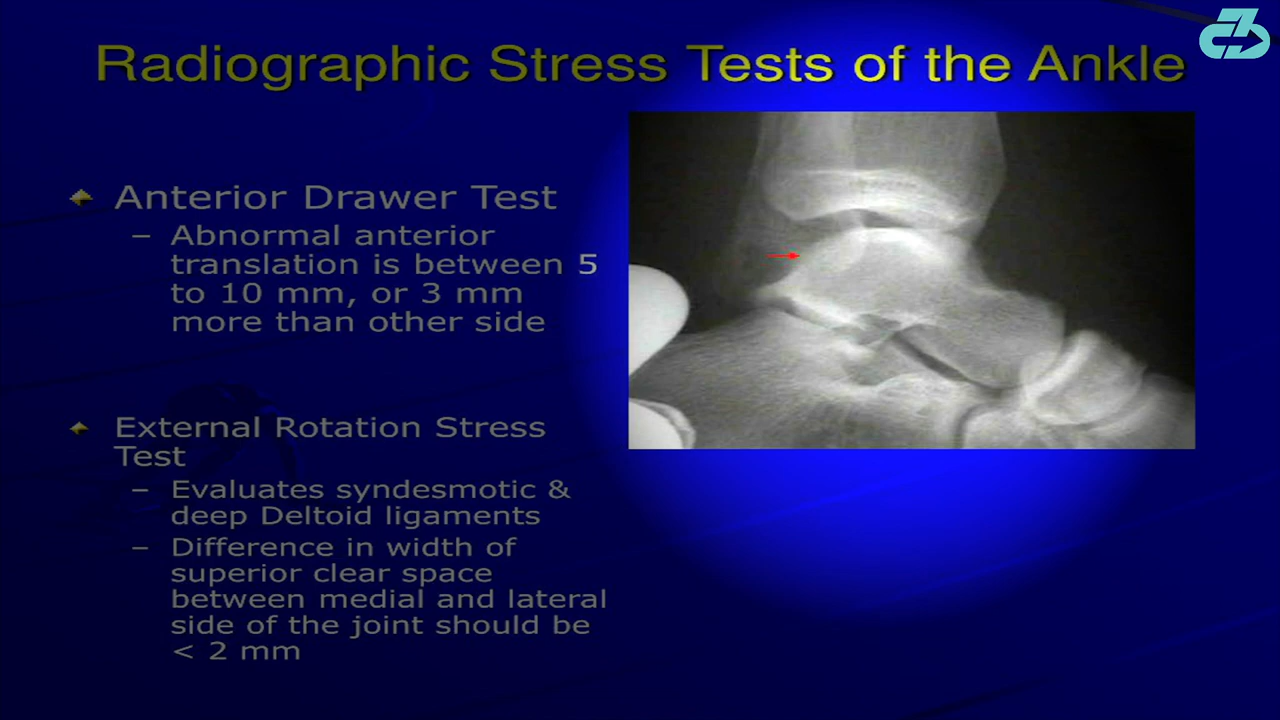 Radiographic Stress Tests of the Ankle
Anterior Drawer Test
– Abnormal anterior
translation is between 5
to 10 mm, or 3 mm
more than other side
External Rotation Stress
Test
– Evaluates syndesmotic &
deep Deltoid ligaments
– Difference in width of
superior clear space
between medial and lateral
side of the joint should be
< 2 mm